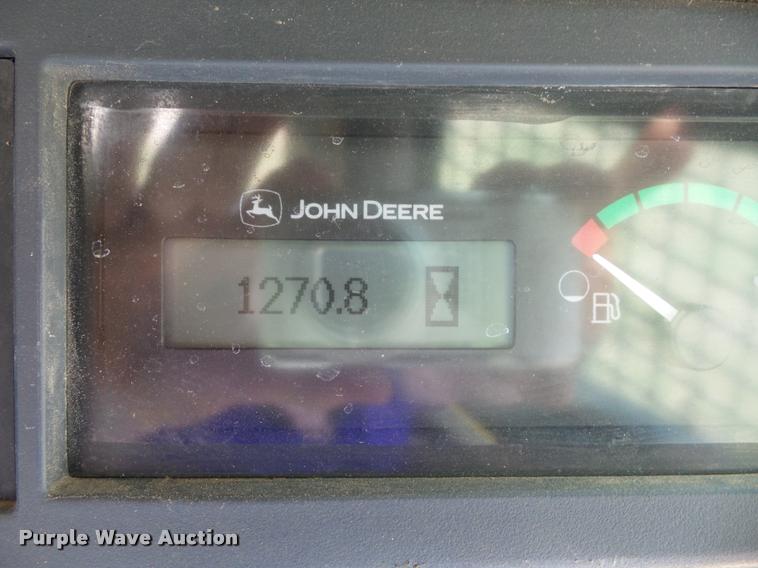 JOHN DEERE
1270.8
Purple Wave Auction